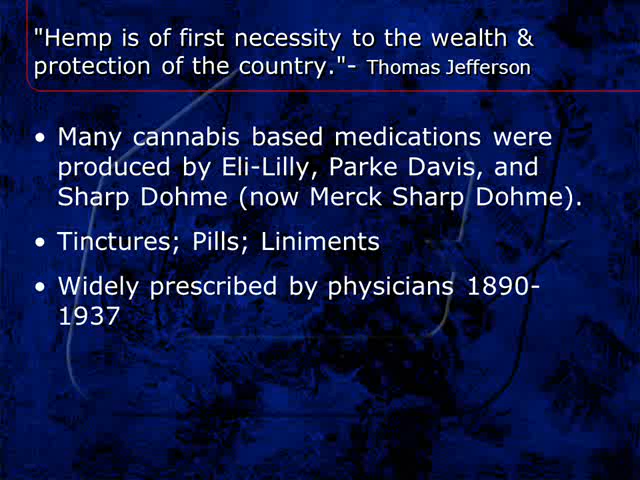 "Hemp is of first necessity to the wealth &
protection of the country."- Thomas Jefferson
• Many cannabis based medications were
produced by Eli-Lilly, Parke Davis, and
Sharp Dohme (now Merck Sharp Dohme).
• Tinctures; Pills; Liniments
• Widely prescribed by physicians 1890-
1937